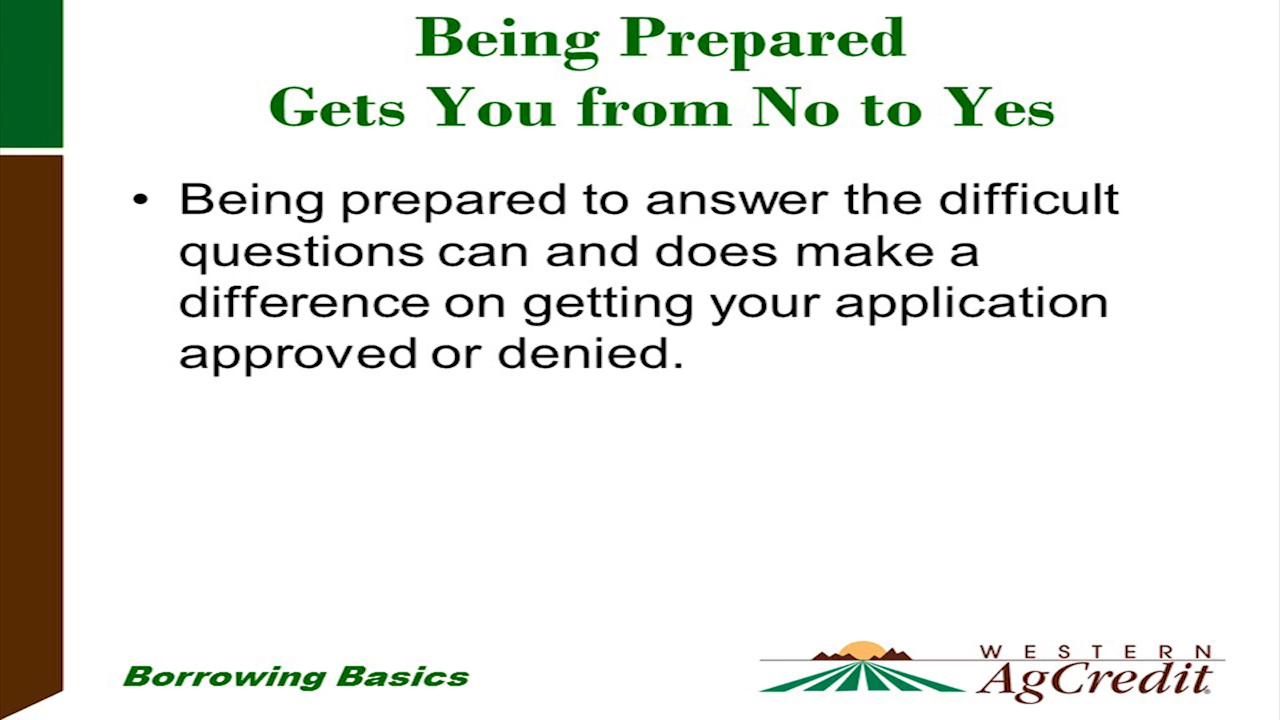 Being Prepared
Gets You from No to Yes
• Being prepared to answer the difficult
questions can and does make a
difference on getting your application
approved or denied.
Borrowing Basics
WESTERN
AgCredit®